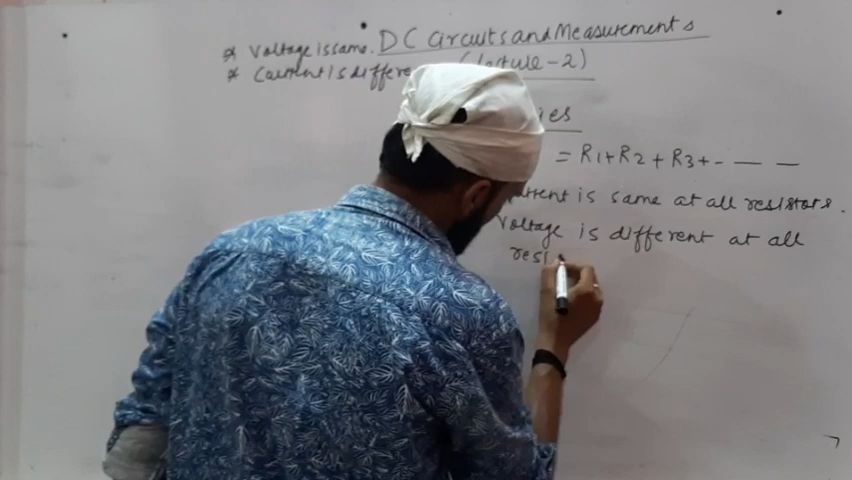 * Voltage is same. DC Circuits and Measurements
* Current is differe (lecture-2)
es
= R1+R2+R3+- — —
rrent is same at all resistors.
Voltage is different at all
resi